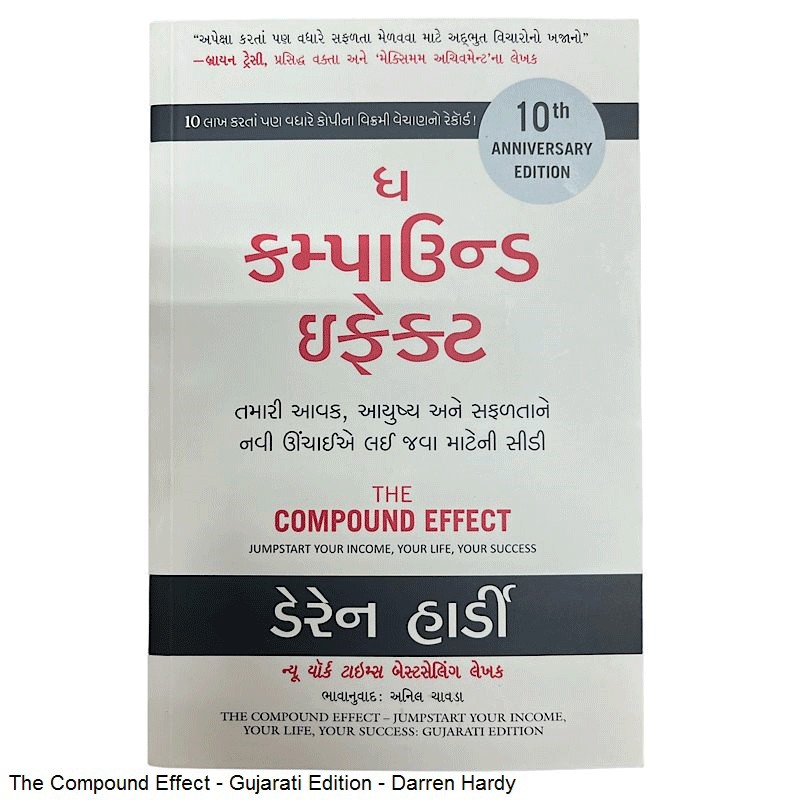 “અપેક્ષા કરતાં પણ વધારે સફળતા મેળવવા માટે અદ્ભુત વિચારોનો ખજાનો”
—બ્રાયન ટ્રેસી, પ્રસિદ્ધ વક્તા અને ‘મેક્સિમમ અચિવમેન્ટ’ના લેખક
10 લાખ કરતાં પણ વધારે કોપીના વિક્રમી વેચાણનો રેકૉર્ડ!
10th
ANNIVERSARY
EDITION
ધ
કમ્પાઉન્ડ
ઇફેક્ટ
તમારી આવક, આયુષ્ય અને સફળતાને
નવી ઊંચાઈએ લઈ જવા માટેની સીડી
THE
COMPOUND EFFECT
JUMPSTART YOUR INCOME, YOUR LIFE, YOUR SUCCESS
ડેરેન હાર્ડી
ન્યૂ યૉર્ક ટાઇમ્સ બેસ્ટસેલિંગ લેખક
ભાવાનુવાદ: અનિલ ચાવડા
THE COMPOUND EFFECT – JUMPSTART YOUR INCOME,
YOUR LIFE, YOUR SUCCESS: GUJARATI EDITION
The Compound Effect - Gujarati Edition - Darren Hardy